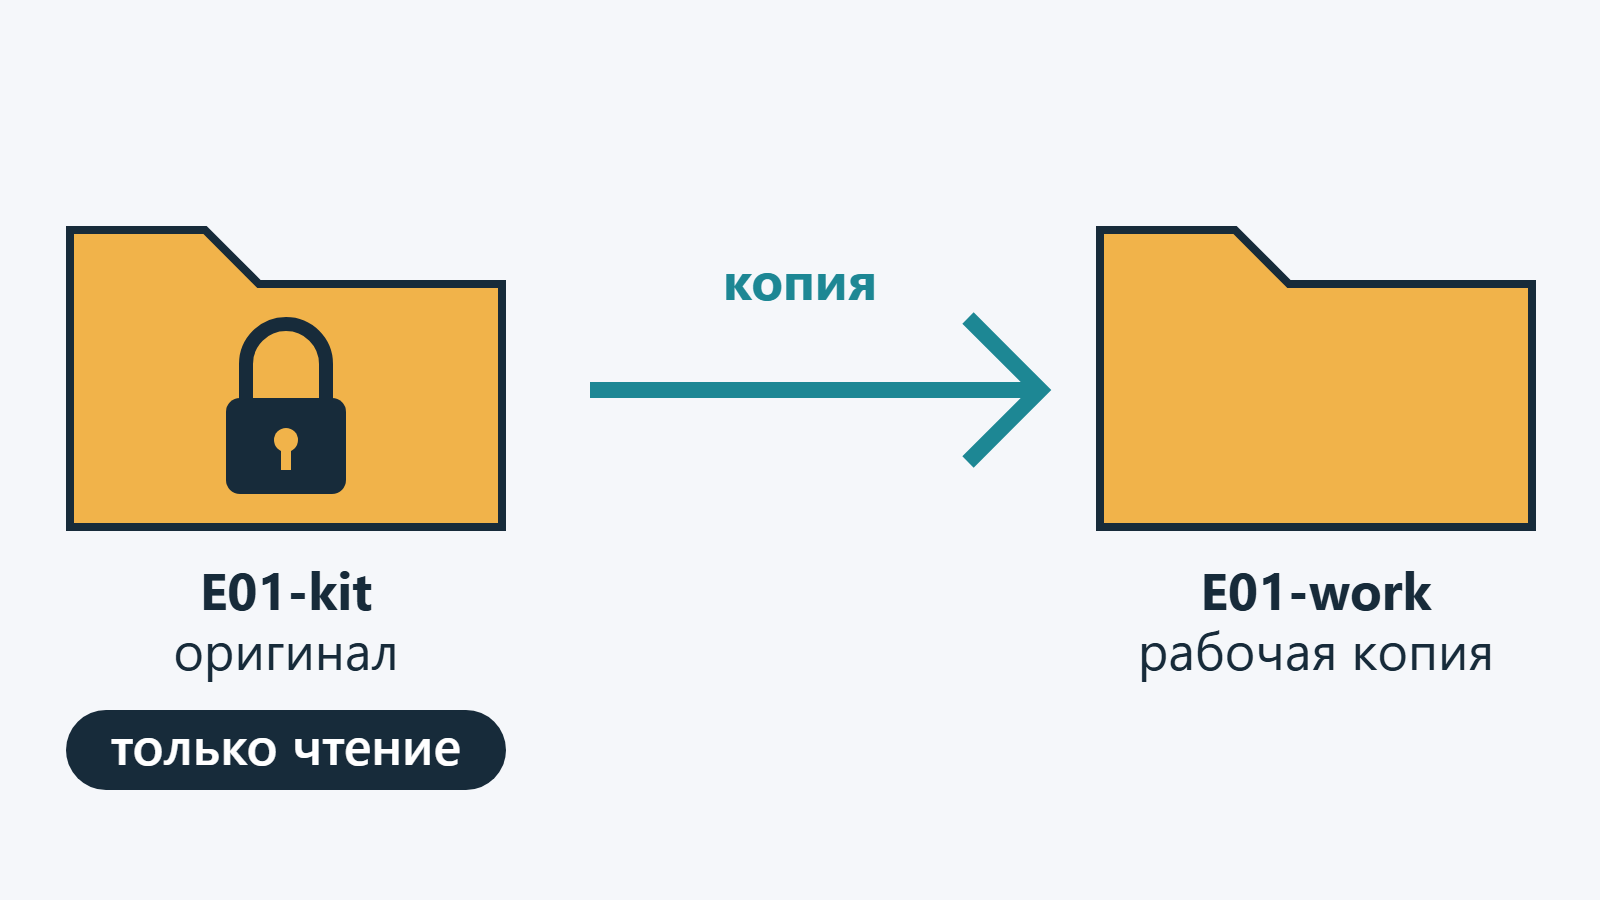 копия
E01-kit
оригинал
только чтение
E01-work
рабочая копия